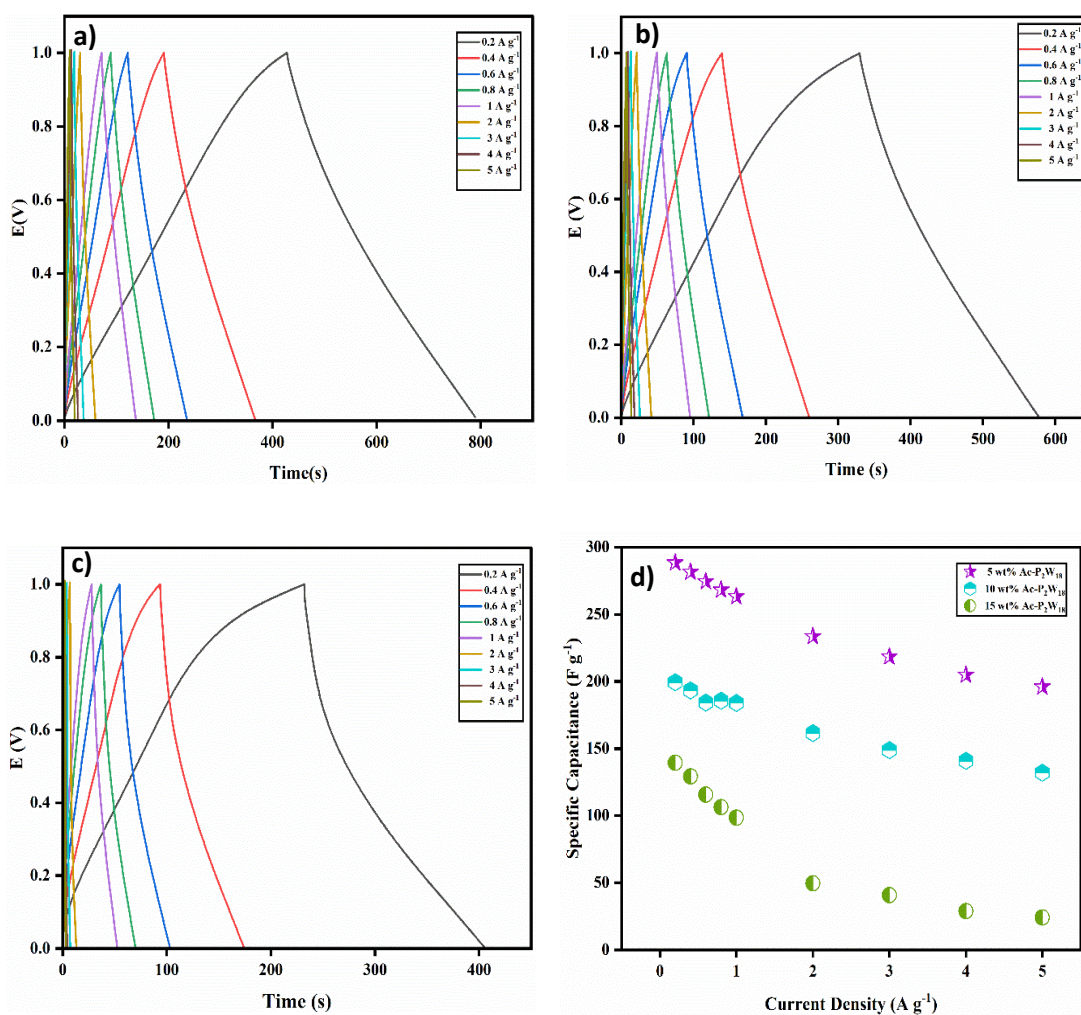 a)
0.2 A g⁻¹
0.4 A g⁻¹
0.6 A g⁻¹
0.8 A g⁻¹
1 A g⁻¹
2 A g⁻¹
3 A g⁻¹
4 A g⁻¹
5 A g⁻¹
1.0
0.8
0.6
0.4
0.2
0.0
E(V)
0 200 400 600 800
Time(s)
b)
0.2 A g⁻¹
0.4 A g⁻¹
0.6 A g⁻¹
0.8 A g⁻¹
1 A g⁻¹
2 A g⁻¹
3 A g⁻¹
4 A g⁻¹
5 A g⁻¹
1.0
0.8
0.6
0.4
0.2
0.0
E (V)
0 100 200 300 400 500 600
Time (s)
c)
0.2 A g⁻¹
0.4 A g⁻¹
0.6 A g⁻¹
0.8 A g⁻¹
1 A g⁻¹
2 A g⁻¹
3 A g⁻¹
4 A g⁻¹
5 A g⁻¹
1.0
0.8
0.6
0.4
0.2
0.0
E (V)
0 100 200 300 400
Time (s)
d)
5 wt% Ac-P₂W₁₈
10 wt% Ac-P₂W₁₈
15 wt% Ac-P₂W₁₈
300
250
200
150
100
50
0
Specific Capacitance (F g⁻¹)
0 1 2 3 4 5
Current Density (A g⁻¹)